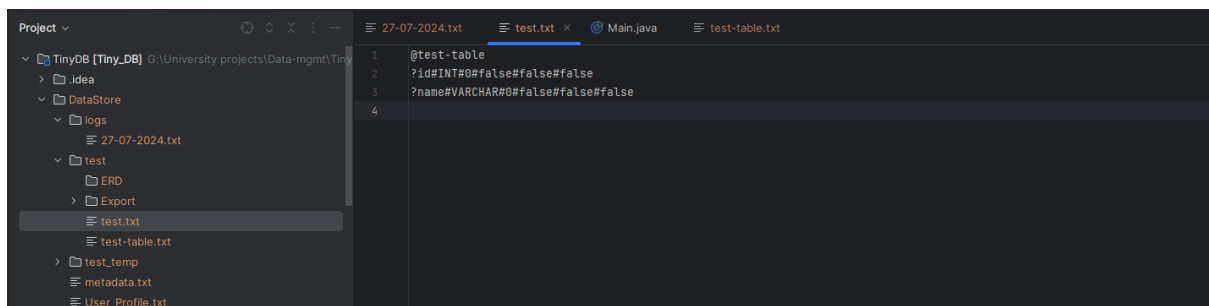 Project
27-07-2024.txt
test.txt
Main.java
test-table.txt
TinyDB [Tiny_DB] G:\University projects\Data-mgmt\Tiny
.idea
DataStore
logs
27-07-2024.txt
test
ERD
Export
test.txt
test-table.txt
test_temp
metadata.txt
User_Profile.txt
1 @test-table
2 ?id#INT#0#false#false#false
3 ?name#VARCHAR#0#false#false#false
4